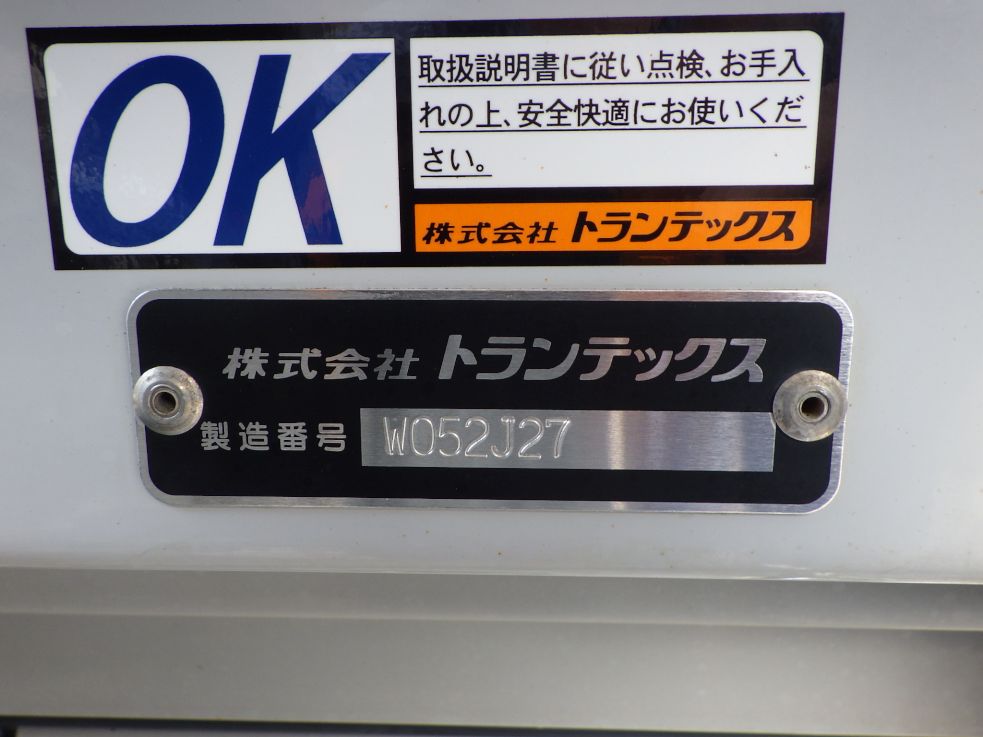 OK
取扱説明書に従い点検、お手入
れの上、安全快適にお使いくだ
さい。
株式会社 トランテックス
株式会社 トランテックス
製造番号 W052J27